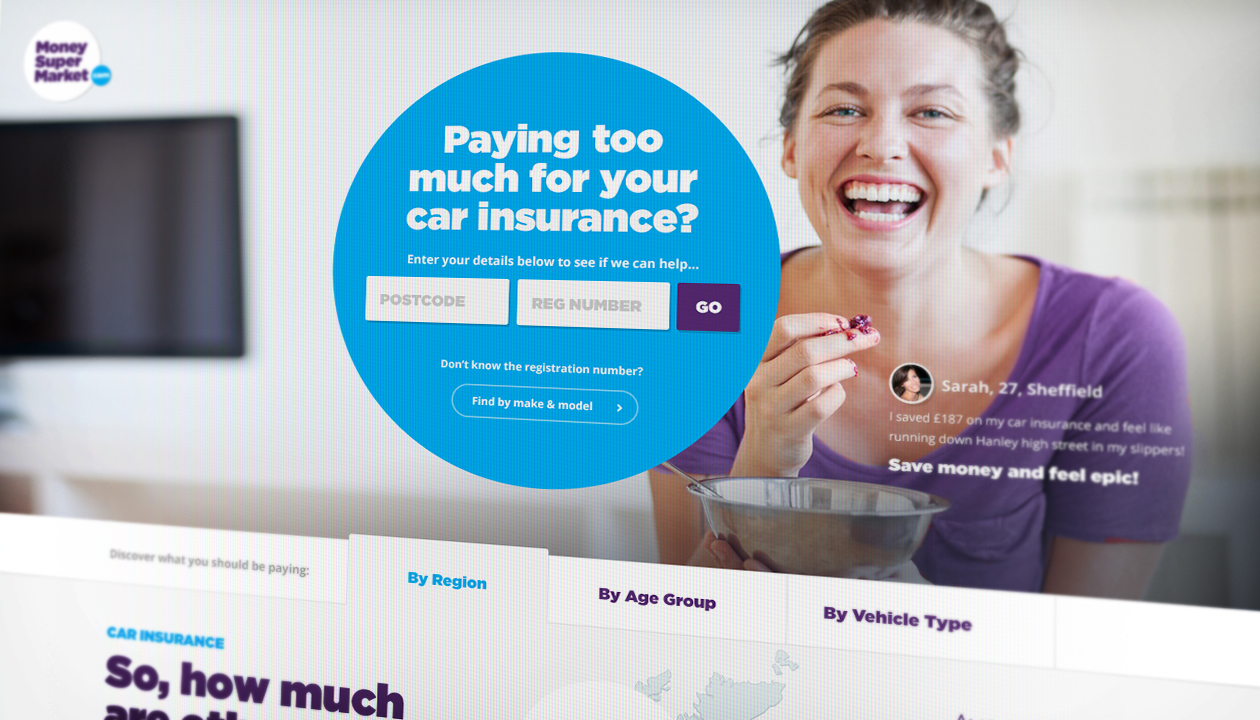 Money
Super
Market
.com
Paying too
much for your
car insurance?
Enter your details below to see if we can help...
POSTCODE
REG NUMBER
GO
Don't know the registration number?
Find by make & model
Sarah, 27, Sheffield
I saved £187 on my car insurance and feel like
running down Hanley high street in my slippers!
Save money and feel epic!
Discover what you should be paying:
By Region
By Age Group
By Vehicle Type
CAR INSURANCE
So, how much
are